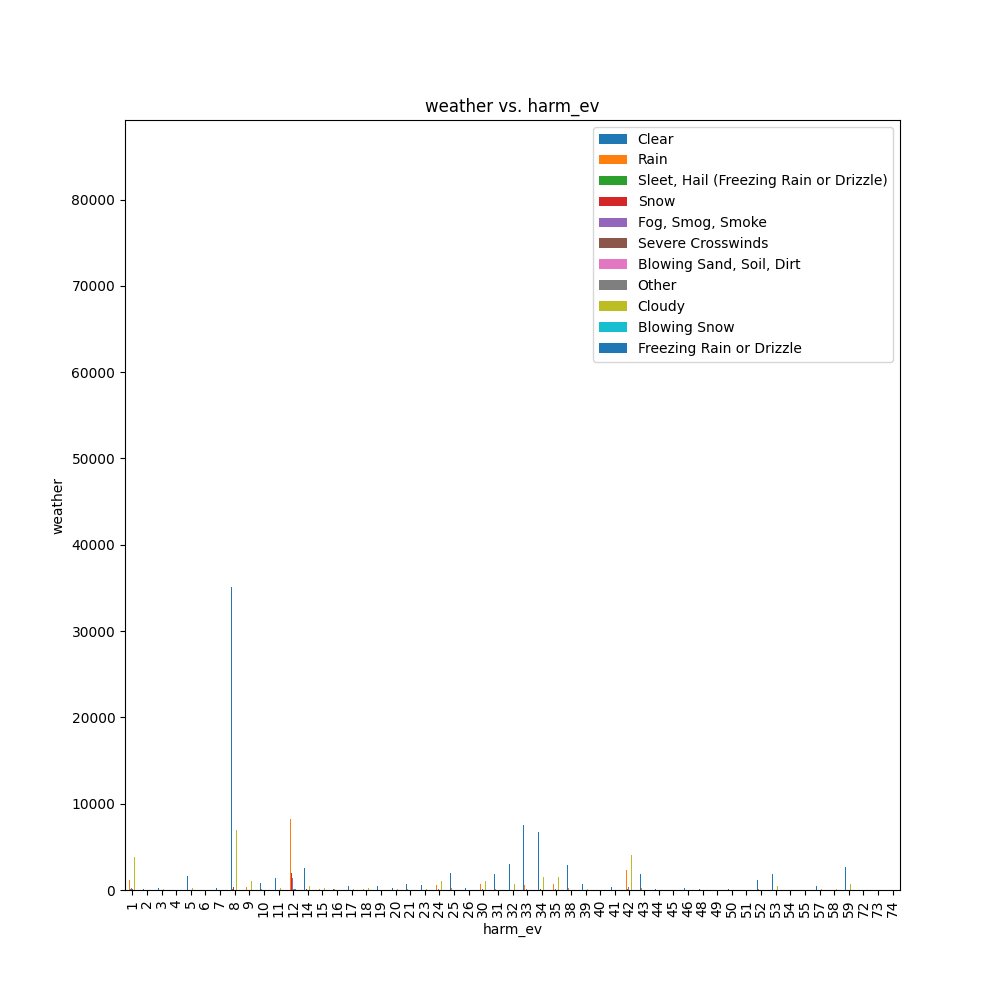 weather vs. harm_ev
Clear
Rain
Sleet, Hail (Freezing Rain or Drizzle)
Snow
Fog, Smog, Smoke
Severe Crosswinds
Blowing Sand, Soil, Dirt
Other
Cloudy
Blowing Snow
Freezing Rain or Drizzle
80000
70000
60000
50000
40000
30000
20000
10000
0
weather
1 2 3 4 5 6 7 8 9 10 11 12 14 15 16 17 18 19 20 21 23 24 25 26 30 31 32 33 34 35 38 39 40 41 42 43 44 45 46 48 49 50 51 52 53 54 55 57 58 59 72 73 74
harm_ev